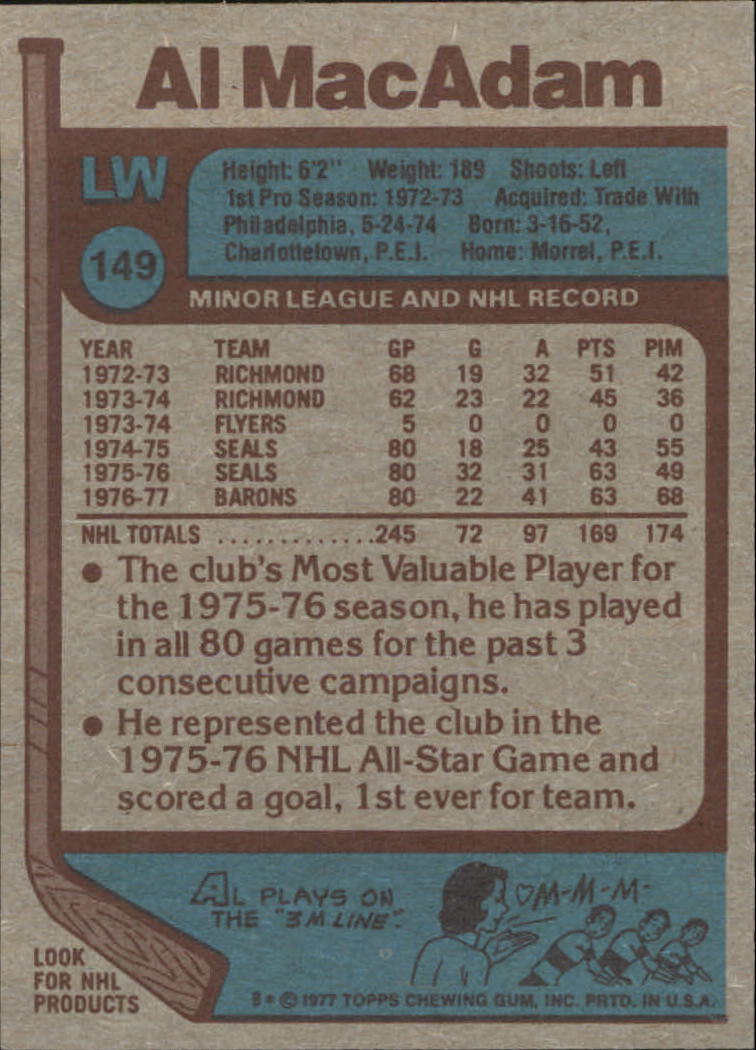 Al MacAdam
LW
149
Height: 6'2" Weight: 189 Shoots: Left
1st Pro Season: 1972-73 Acquired: Trade With
Philadelphia, 5-24-74 Born: 3-16-52,
Charlottetown, P.E.I. Home: Morrel, P.E.I.
MINOR LEAGUE AND NHL RECORD
YEAR TEAM GP G A PTS PIM
1972-73 RICHMOND 68 19 32 51 42
1973-74 RICHMOND 62 23 22 45 36
1973-74 FLYERS 5 0 0 0 0
1974-75 SEALS 80 18 25 43 55
1975-76 SEALS 80 32 31 63 49
1976-77 BARONS 80 22 41 63 68
NHL TOTALS .............245 72 97 169 174
• The club's Most Valuable Player for
the 1975-76 season, he has played
in all 80 games for the past 3
consecutive campaigns.
• He represented the club in the
1975-76 NHL All-Star Game and
scored a goal, 1st ever for team.
AL PLAYS ON
THE "3M LINE".
M-M-M-
LOOK
FOR NHL
PRODUCTS
B * © 1977 TOPPS CHEWING GUM, INC. PRTD. IN U.S.A.